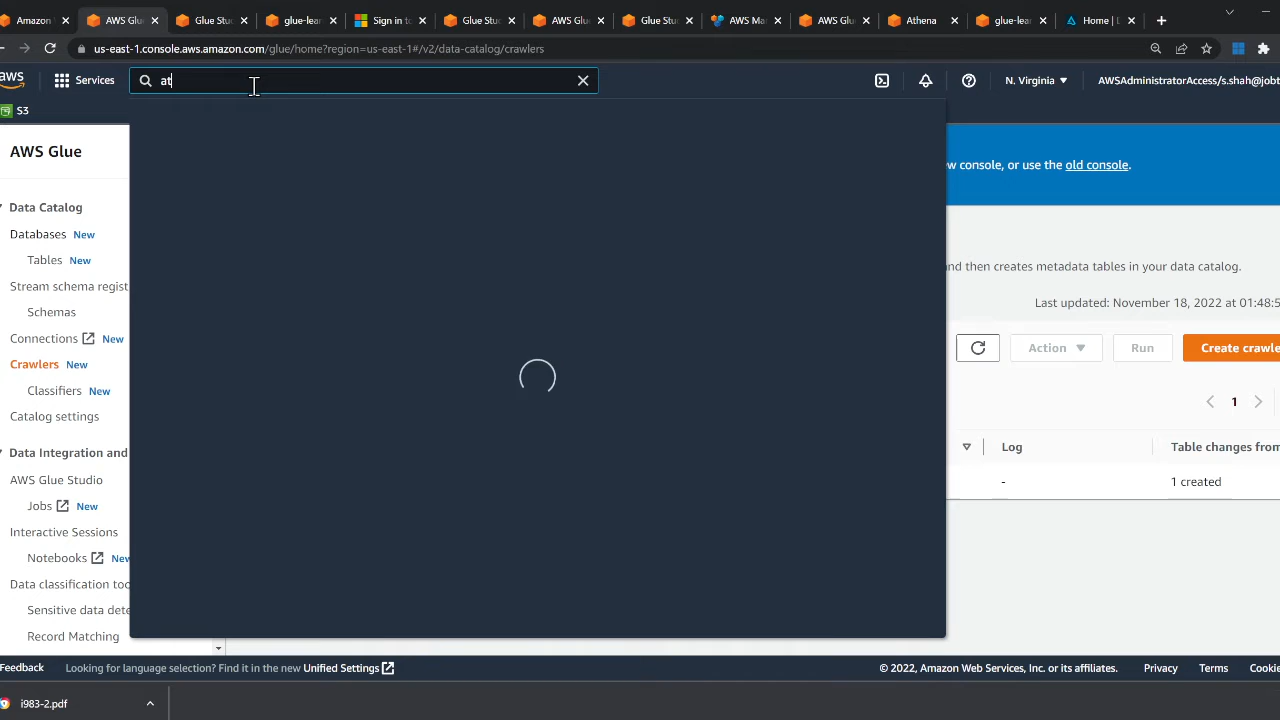 Amazon
AWS Glue
Glue Stu
glue-lear
Sign in to
Glue Stu
AWS Glue
Glue Stu
AWS Ma
AWS Glu
Athena
glue-lear
Home | L
us-east-1.console.aws.amazon.com/glue/home?region=us-east-1#/v2/data-catalog/crawlers
aws
Services
at
N. Virginia
AWSAdministratorAccess/s.shah@jobt
S3
AWS Glue
w console, or use the old console.
Data Catalog
Databases New
Tables New
Stream schema regist
Schemas
Connections New
Crawlers New
Classifiers New
Catalog settings
Data Integration and
AWS Glue Studio
Jobs New
Interactive Sessions
Notebooks New
Data classification too
Sensitive data dete
Record Matching
nd then creates metadata tables in your data catalog.
Last updated: November 18, 2022 at 01:48:5
Action
Run
Create crawle
1
Log
Table changes from
-
1 created
Feedback
Looking for language selection? Find it in the new Unified Settings
© 2022, Amazon Web Services, Inc. or its affiliates.
Privacy
Terms
Cookie
i983-2.pdf